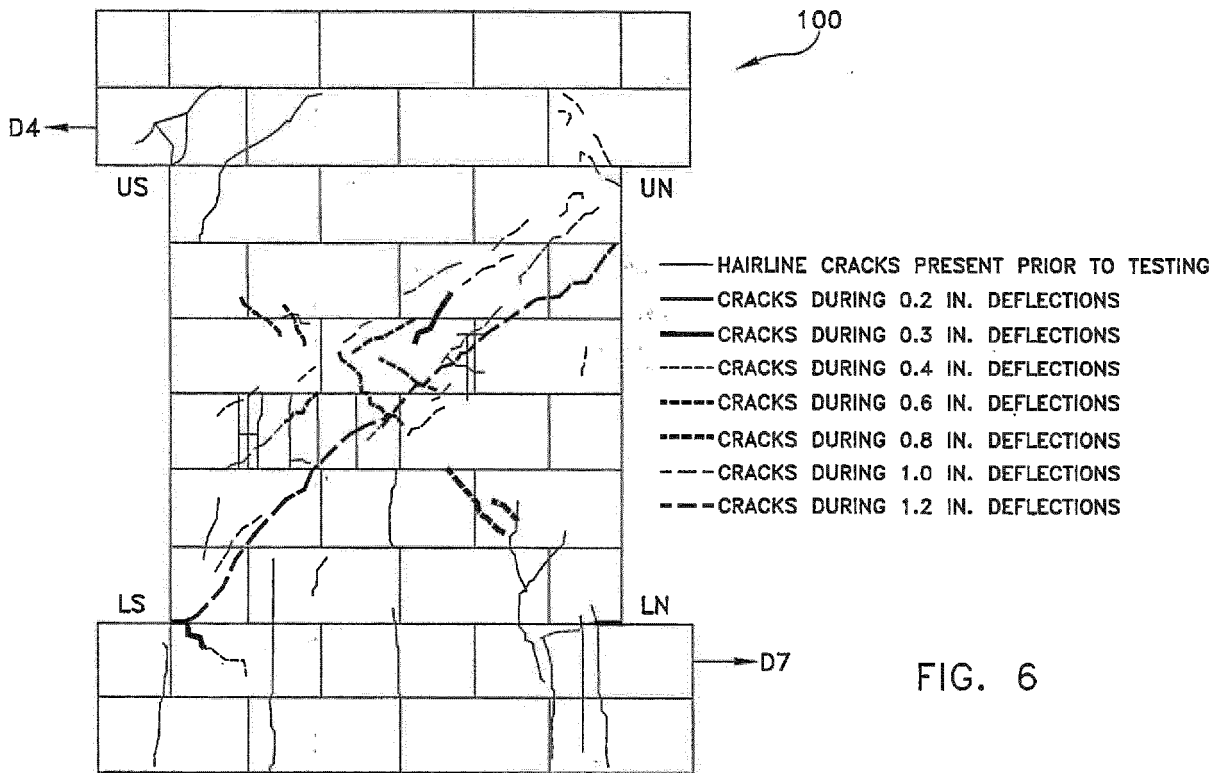 100
D4
US
UN
HAIRLINE CRACKS PRESENT PRIOR TO TESTING
CRACKS DURING 0.2 IN. DEFLECTIONS
CRACKS DURING 0.3 IN. DEFLECTIONS
CRACKS DURING 0.4 IN. DEFLECTIONS
CRACKS DURING 0.6 IN. DEFLECTIONS
CRACKS DURING 0.8 IN. DEFLECTIONS
CRACKS DURING 1.0 IN. DEFLECTIONS
CRACKS DURING 1.2 IN. DEFLECTIONS
LS
LN
D7
FIG. 6